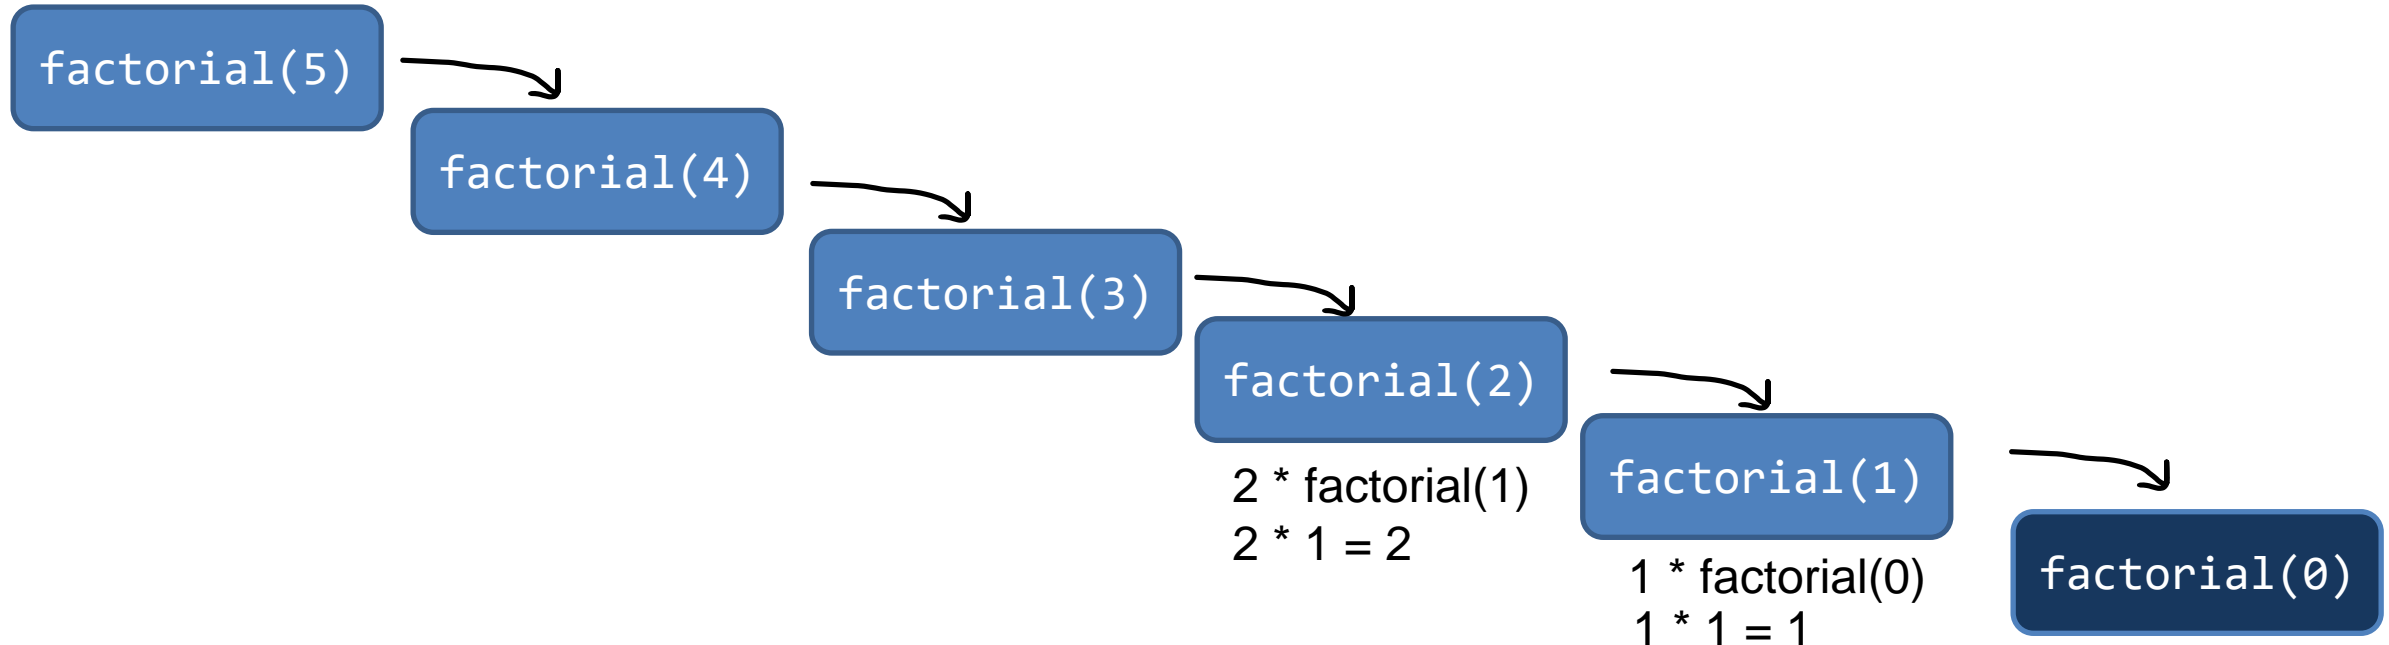 factorial(5)
factorial(4)
factorial(3)
factorial(2)
2 * factorial(1)
2 * 1 = 2
factorial(1)
1 * factorial(0)
1 * 1 = 1
factorial(0)